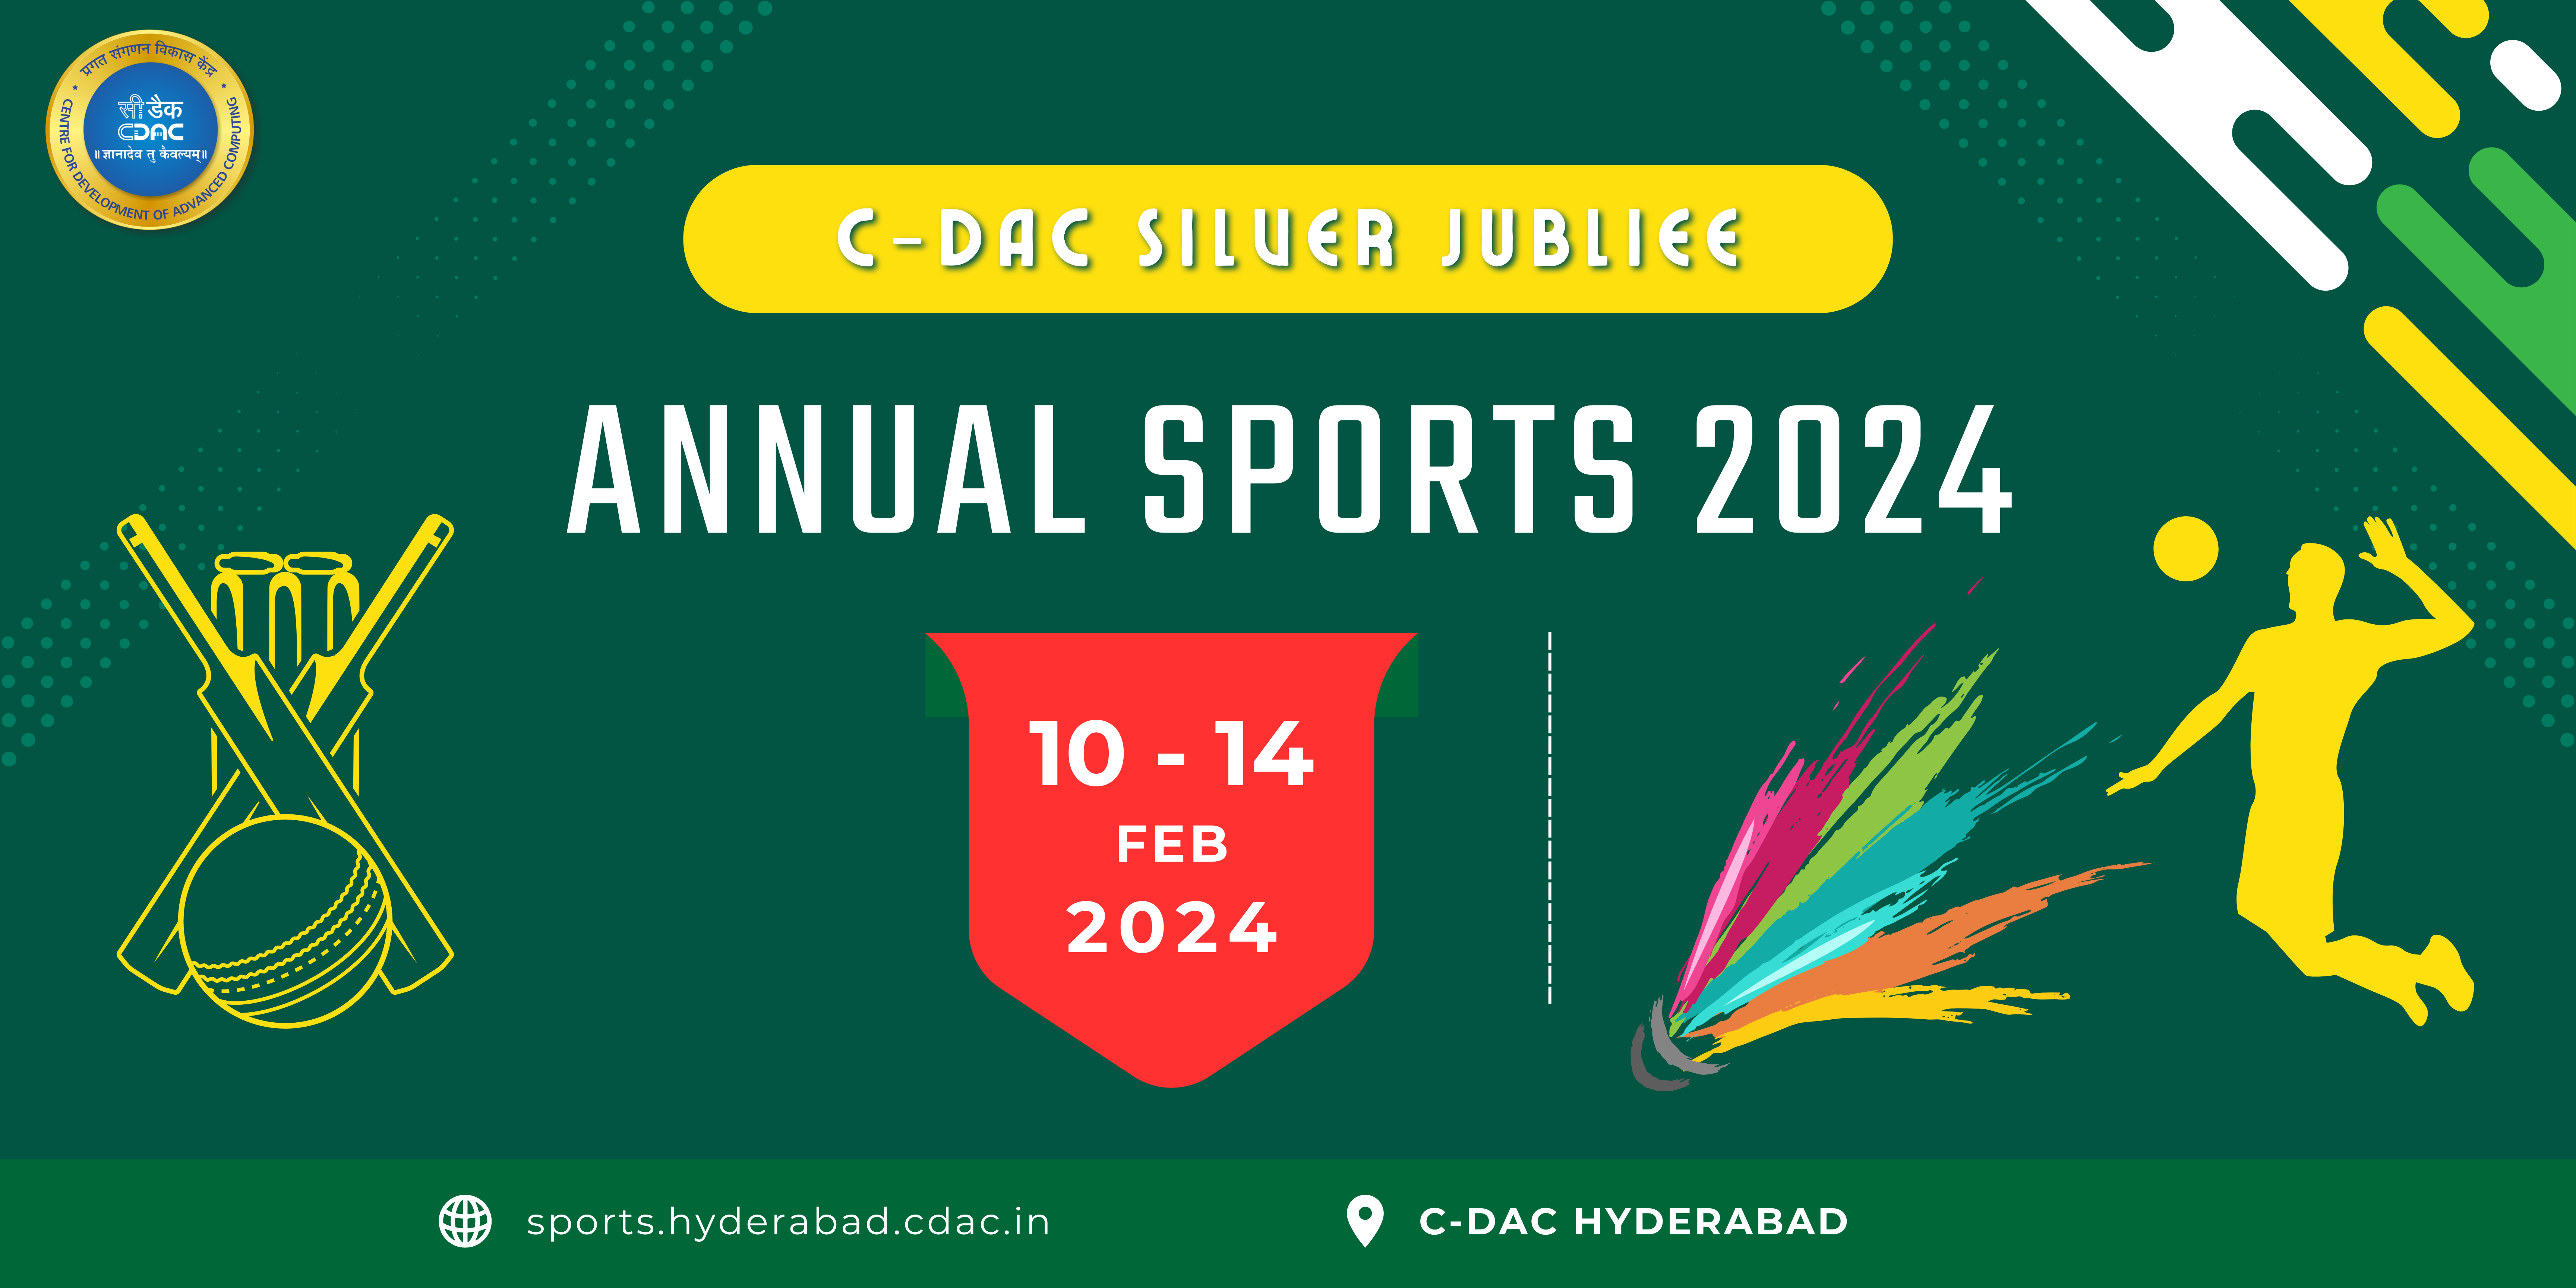 प्रगत संगणन विकास केंद्र
सी डैक
CDAC
॥ ज्ञानादेव तु कैवल्यम् ॥
CENTRE FOR DEVELOPMENT OF ADVANCED COMPUTING
C-DAC SILVER JUBLIEE
ANNUAL SPORTS 2024
10 - 14
FEB
2024
sports.hyderabad.cdac.in
C-DAC HYDERABAD